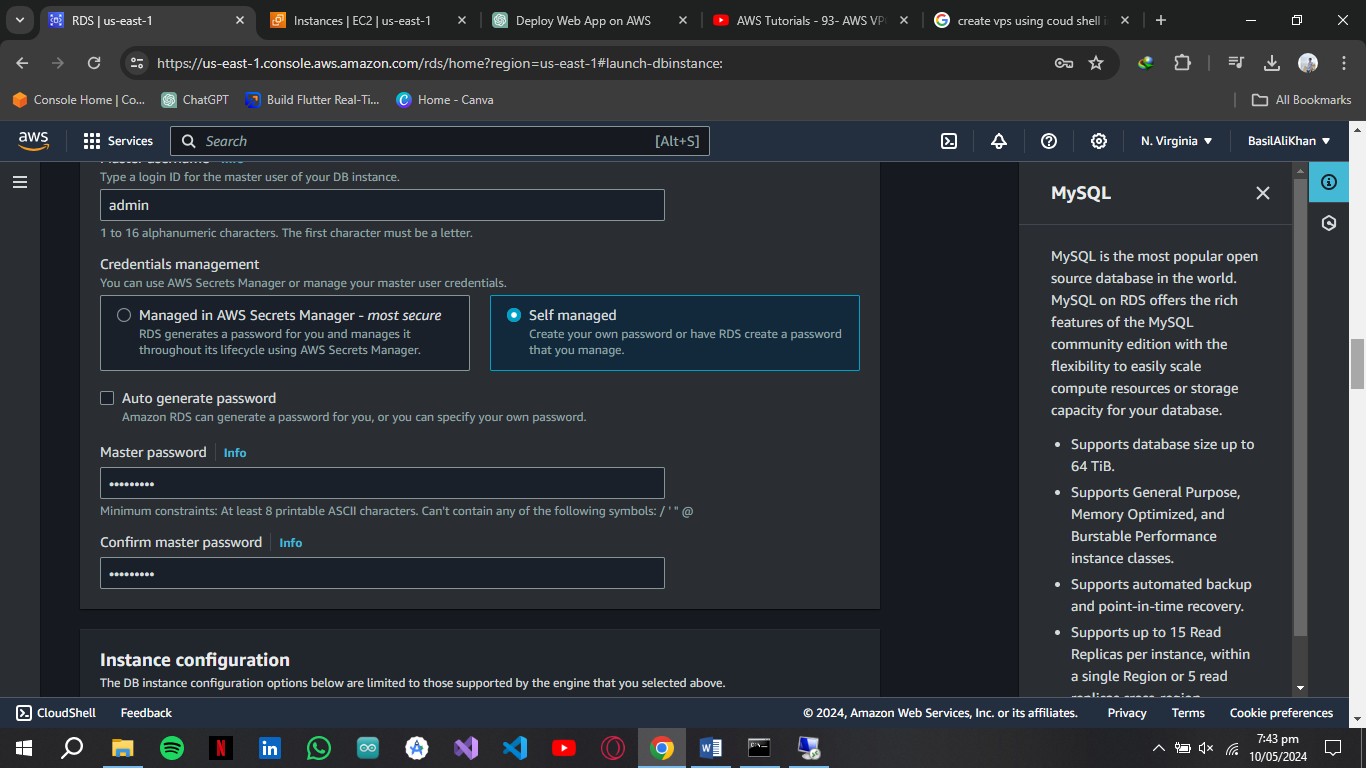 RDS | us-east-1
Instances | EC2 | us-east-1
Deploy Web App on AWS
AWS Tutorials - 93- AWS VP
create vps using coud shell i
https://us-east-1.console.aws.amazon.com/rds/home?region=us-east-1#launch-dbinstance:
Console Home | Co...
ChatGPT
Build Flutter Real-Ti...
Home - Canva
All Bookmarks
aws
Services
Search
[Alt+S]
N. Virginia
BasilAliKhan
Master username
Info
Type a login ID for the master user of your DB instance.
admin
1 to 16 alphanumeric characters. The first character must be a letter.
Credentials management
You can use AWS Secrets Manager or manage your master user credentials.
Managed in AWS Secrets Manager - most secure
RDS generates a password for you and manages it
throughout its lifecycle using AWS Secrets Manager.
Self managed
Create your own password or have RDS create a password
that you manage.
Auto generate password
Amazon RDS can generate a password for you, or you can specify your own password.
Master password
Info
•••••••••
Minimum constraints: At least 8 printable ASCII characters. Can't contain any of the following symbols: / ' " @
Confirm master password
Info
•••••••••
Instance configuration
The DB instance configuration options below are limited to those supported by the engine that you selected above.
MySQL
MySQL is the most popular open
source database in the world.
MySQL on RDS offers the rich
features of the MySQL
community edition with the
flexibility to easily scale
compute resources or storage
capacity for your database.
• Supports database size up to
64 TiB.
• Supports General Purpose,
Memory Optimized, and
Burstable Performance
instance classes.
• Supports automated backup
and point-in-time recovery.
• Supports up to 15 Read
Replicas per instance, within
a single Region or 5 read
replicas cross-region.
CloudShell
Feedback
© 2024, Amazon Web Services, Inc. or its affiliates.
Privacy
Terms
Cookie preferences
7:43 pm
10/05/2024